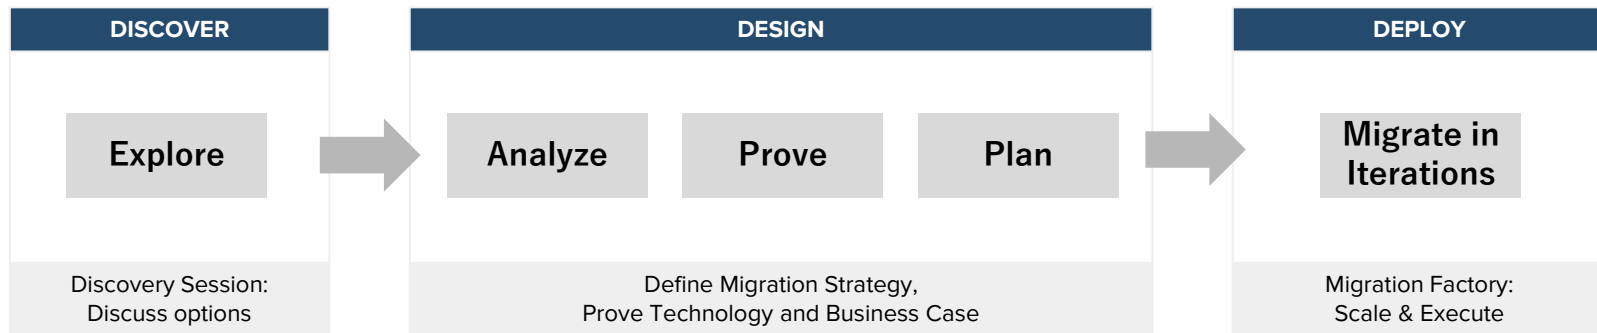 DISCOVER
Explore
Discovery Session:
Discuss options
DESIGN
Analyze
Prove
Plan
Define Migration Strategy,
Prove Technology and Business Case
DEPLOY
Migrate in
Iterations
Migration Factory:
Scale & Execute